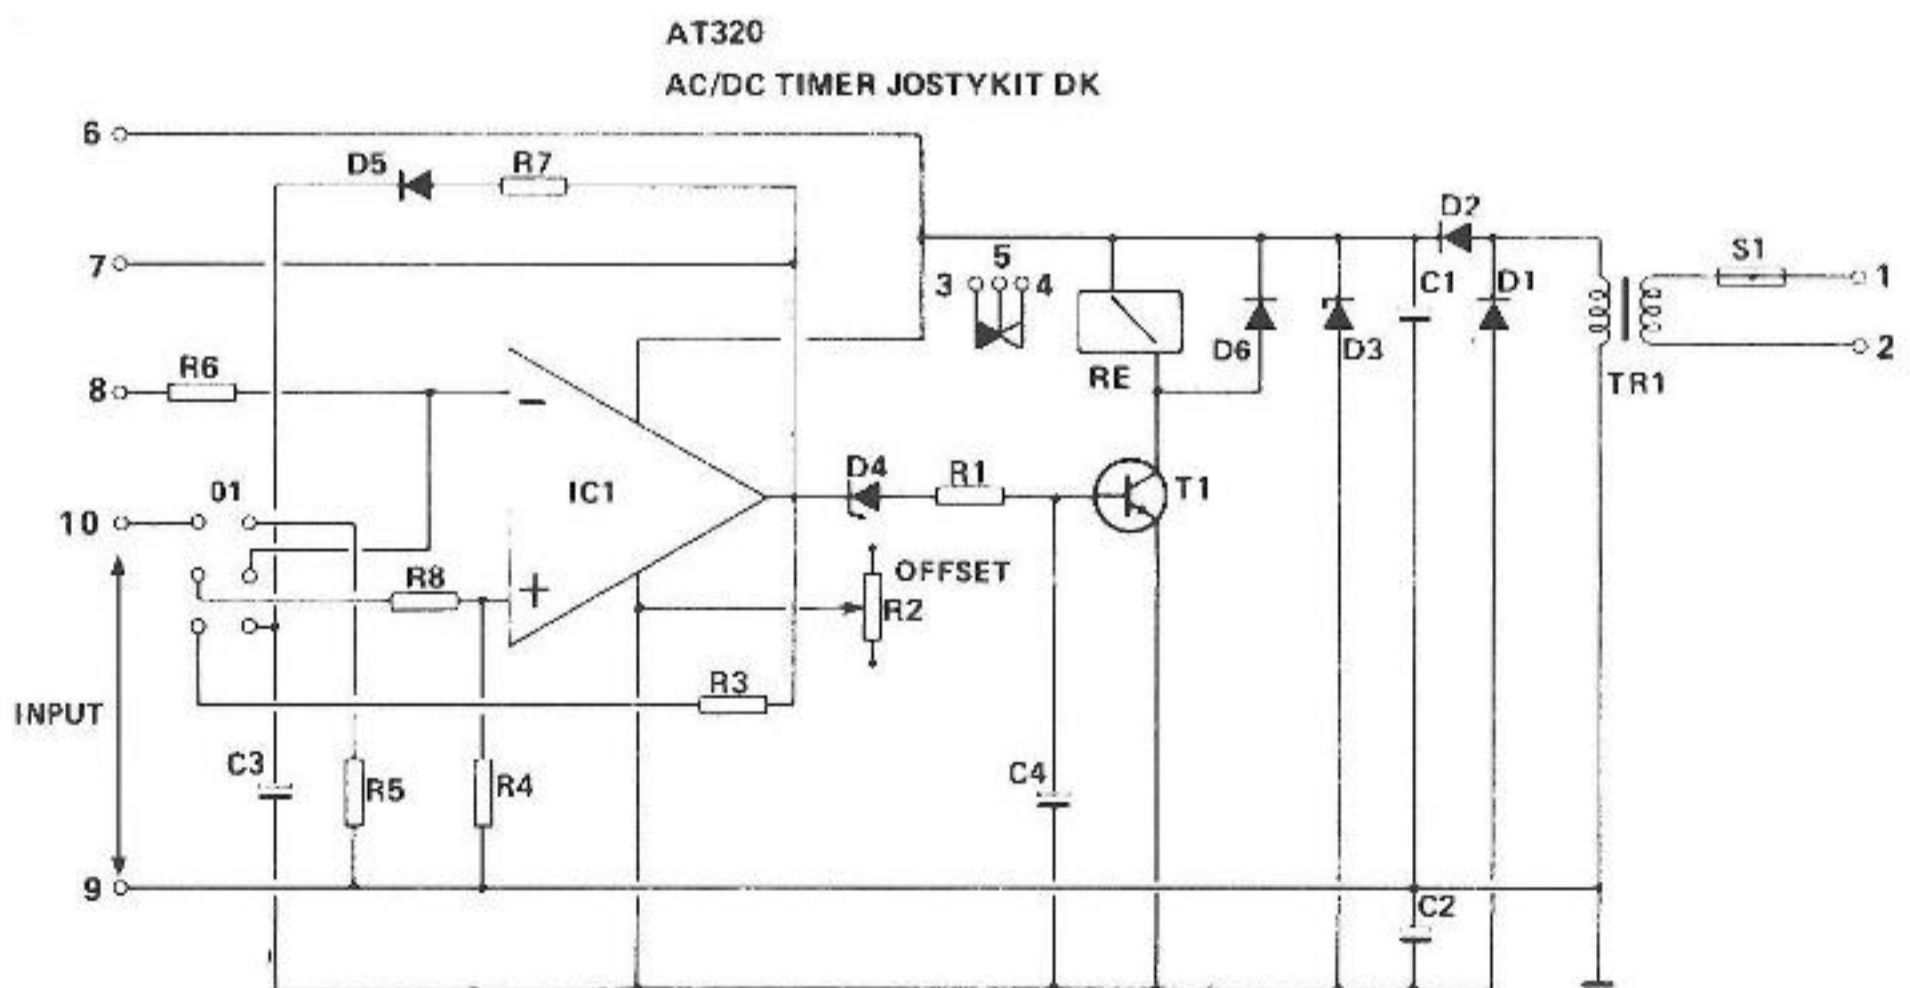 AT320
AC/DC TIMER JOSTYKIT DK
6
D5 R7
D2
7
5
3 4
S1
1
C1 D1
R6
8
−
RE
D6
D3
2
TR1
01
10
IC1
D4
R1
T1
R8
+
OFFSET
R2
INPUT
R3
C3
R5
R4
C4
9
C2